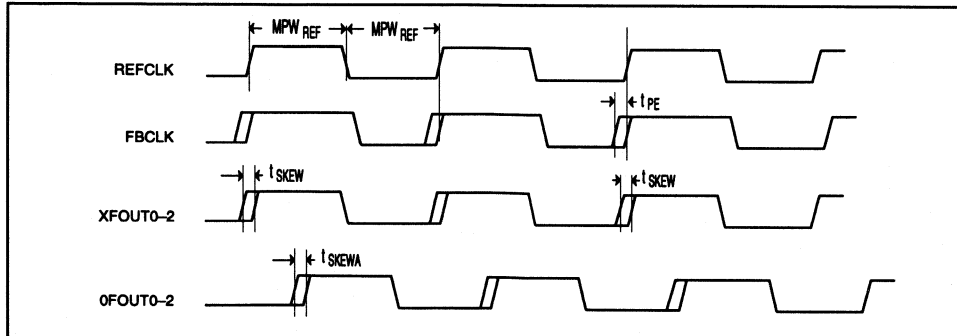 MPW REF MPW REF
REFCLK
t PE
FBCLK
t SKEW t SKEW
XFOUT0–2
t SKEWA
0FOUT0–2